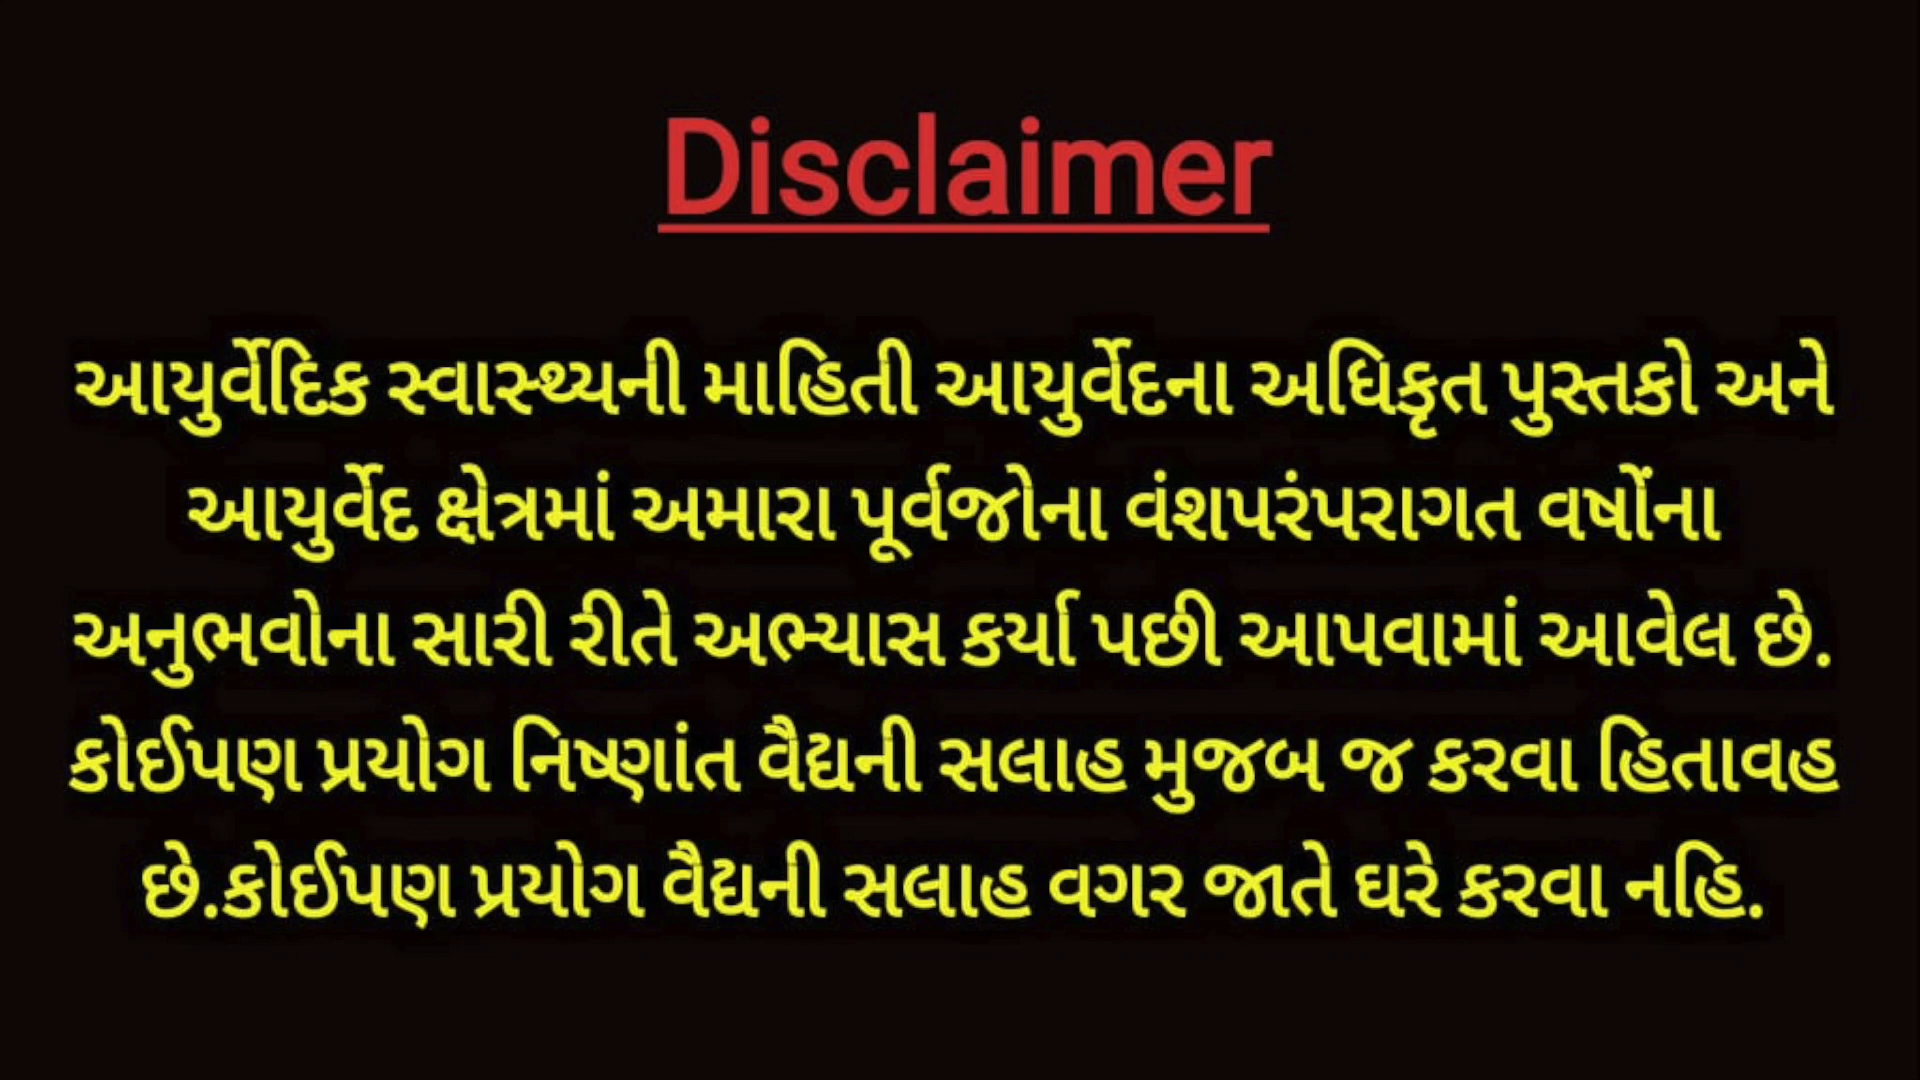 Disclaimer
આયુર્વેદિક સ્વાસ્થ્યની માહિતી આયુર્વેદના અધિકૃત પુસ્તકો અને
આયુર્વેદ ક્ષેત્રમાં અમારા પૂર્વજોના વંશપરંપરાગત વર્ષોંના
અનુભવોના સારી રીતે અભ્યાસ કર્યા પછી આપવામાં આવેલ છે.
કોઈપણ પ્રયોગ નિષ્ણાંત વૈદ્યની સલાહ મુજબ જ કરવા હિતાવહ
છે.કોઈપણ પ્રયોગ વૈદ્યની સલાહ વગર જાતે ઘરે કરવા નહિ.